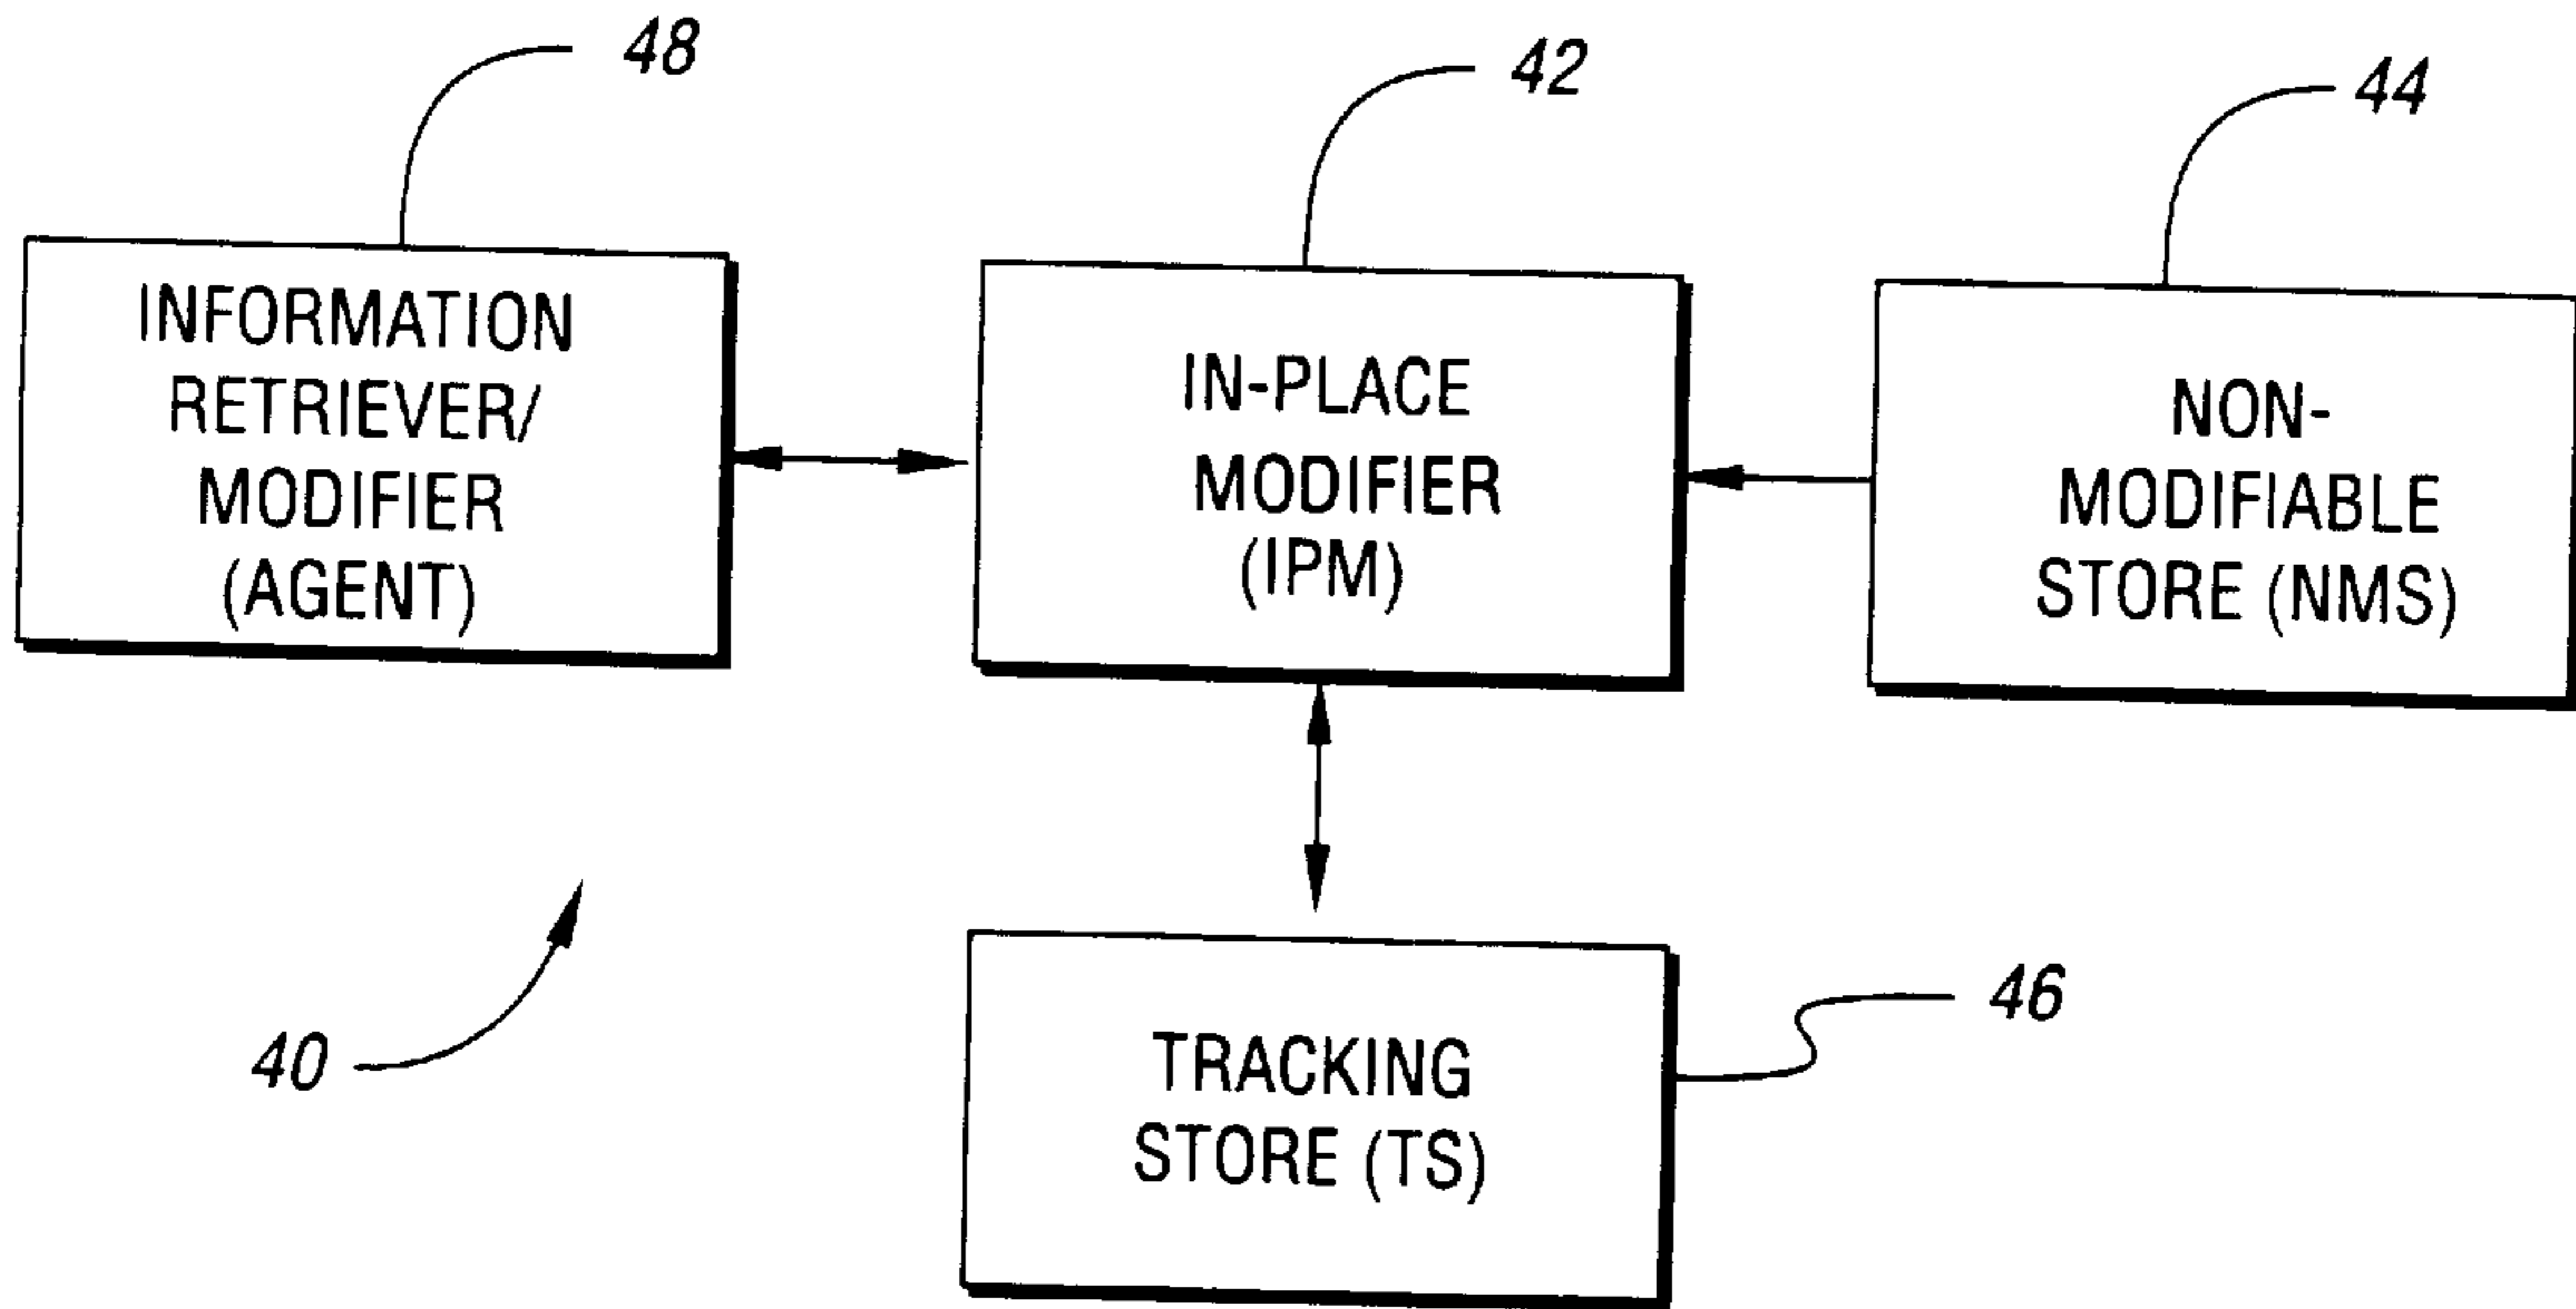 48
42
44
INFORMATION
RETRIEVER/
MODIFIER
(AGENT)
IN-PLACE
MODIFIER
(IPM)
NON-
MODIFIABLE
STORE (NMS)
40
TRACKING
STORE (TS)
46